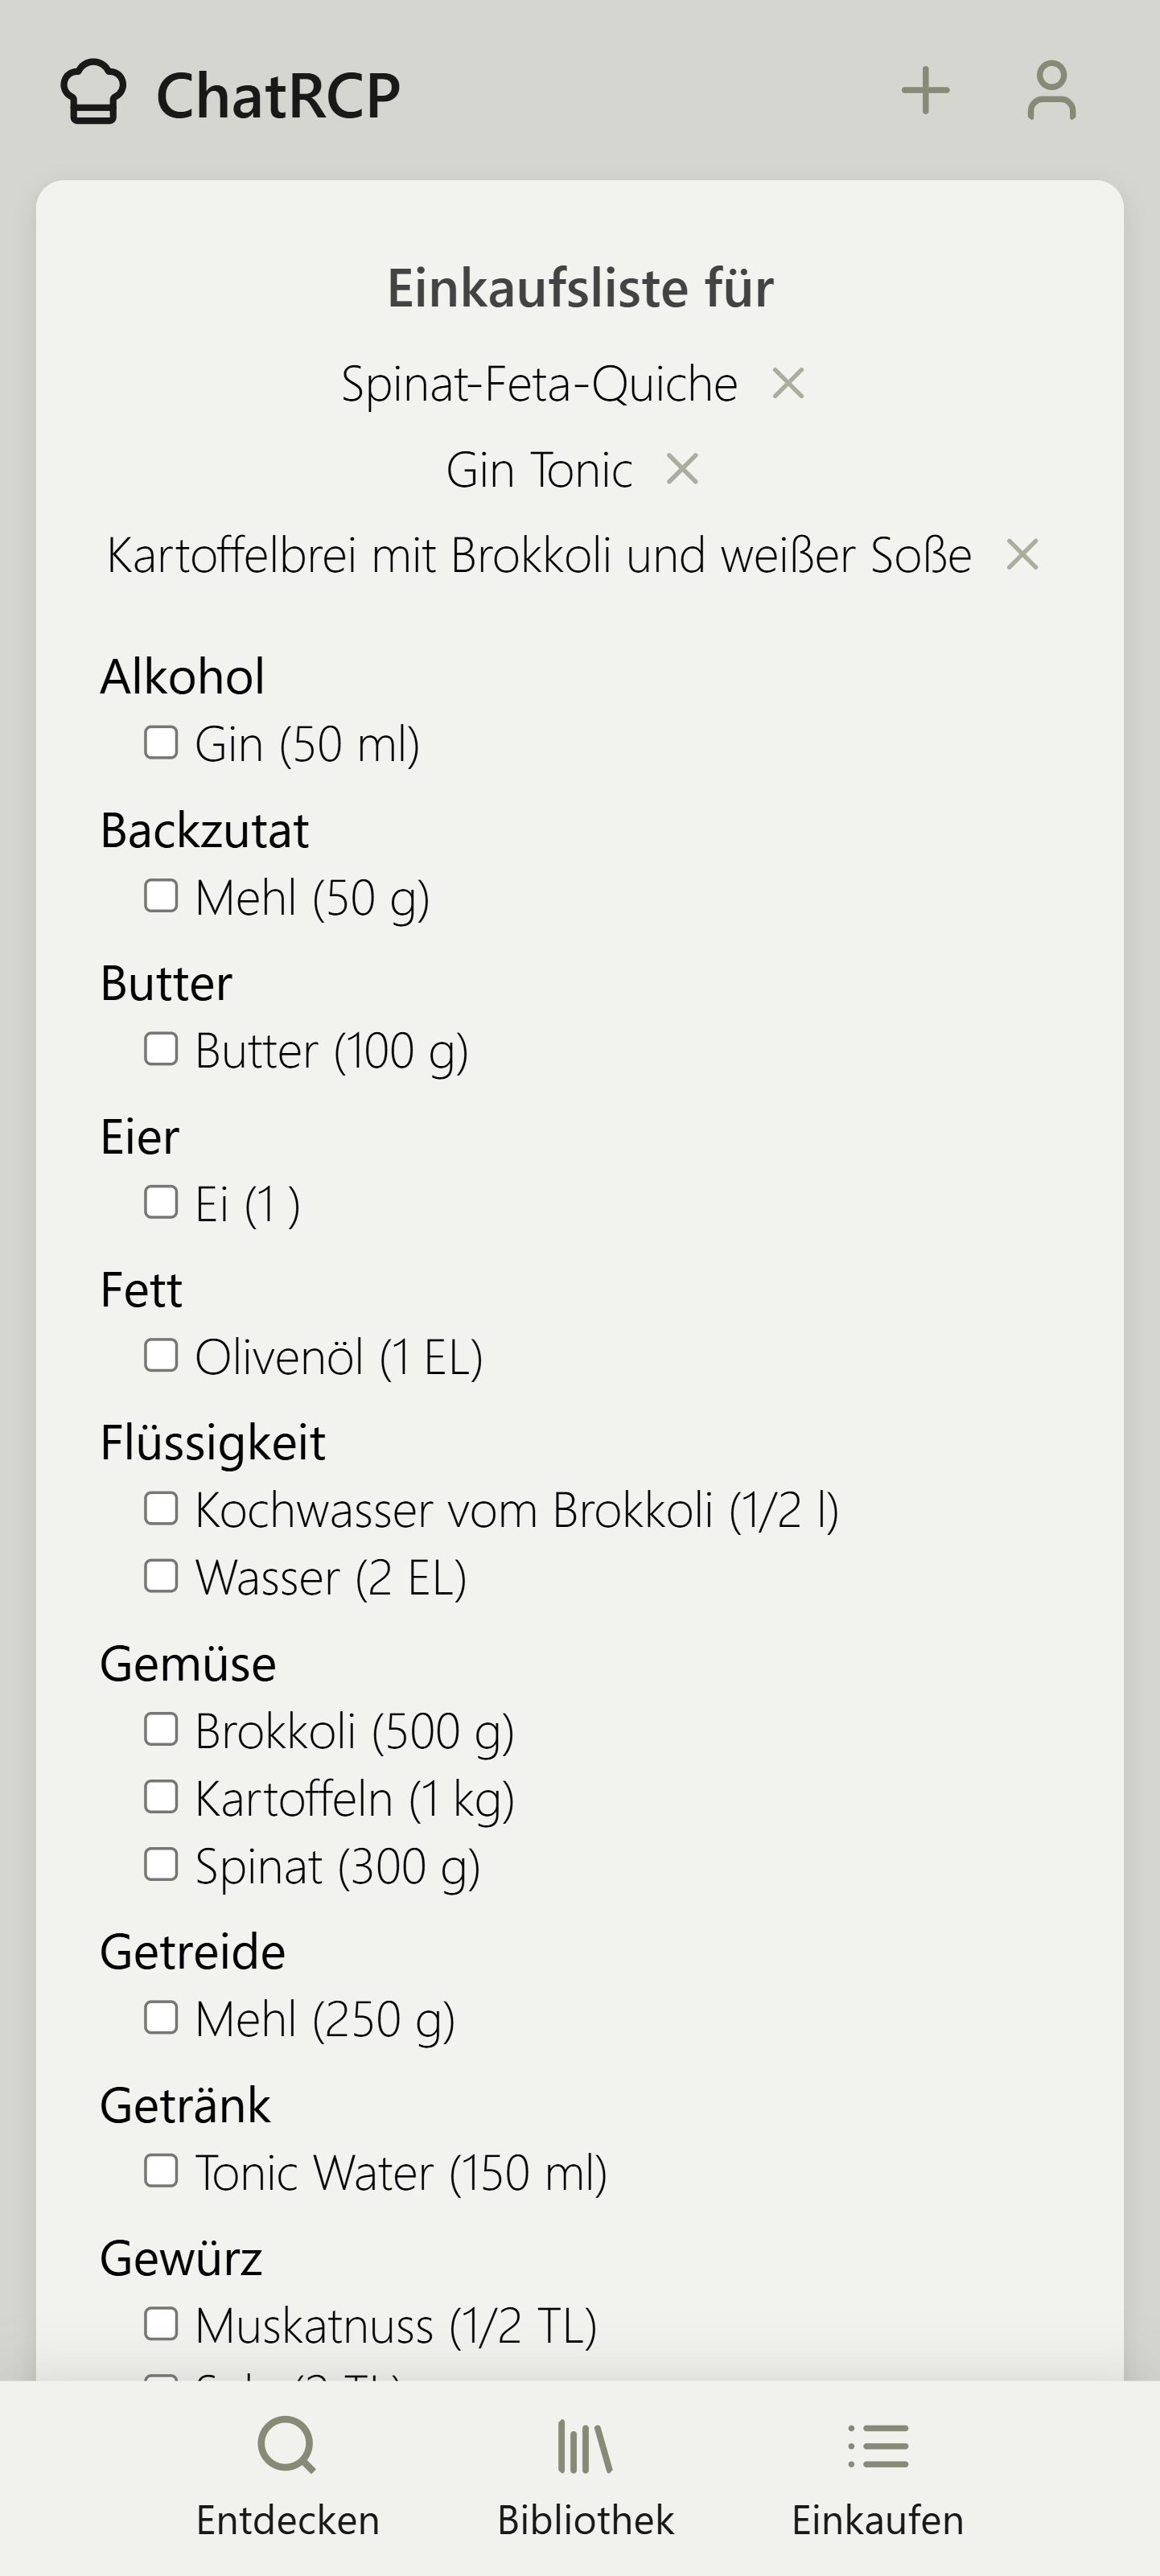 ChatRCP
Einkaufsliste für
Spinat-Feta-Quiche
Gin Tonic
Kartoffelbrei mit Brokkoli und weißer Soße
Alkohol
Gin (50 ml)
Backzutat
Mehl (50 g)
Butter
Butter (100 g)
Eier
Ei (1 )
Fett
Olivenöl (1 EL)
Flüssigkeit
Kochwasser vom Brokkoli (1/2 l)
Wasser (2 EL)
Gemüse
Brokkoli (500 g)
Kartoffeln (1 kg)
Spinat (300 g)
Getreide
Mehl (250 g)
Getränk
Tonic Water (150 ml)
Gewürz
Muskatnuss (1/2 TL)
Entdecken
Bibliothek
Einkaufen